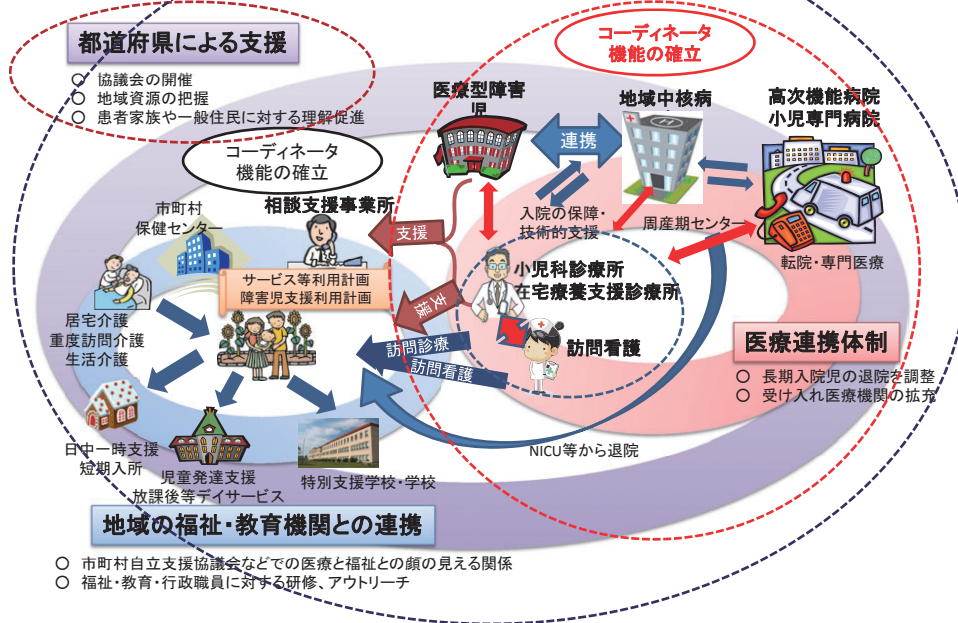 都道府県による支援
○ 協議会の開催
○ 地域資源の把握
○ 患者家族や一般住民に対する理解促進
コーディネータ
機能の確立
コーディネータ
機能の確立
医療型障害
児
地域中核病
高次機能病院
小児専門病院
連携
H
相談支援事業所
市町村
保健センター
支援
入院の保障・
技術的支援
周産期センター
転院・専門医療
サービス等利用計画
障害児支援利用計画
小児科診療所
在宅療養支援診療所
支援
居宅介護
重度訪問介護
生活介護
訪問診療
訪問看護
訪問看護
医療連携体制
○ 長期入院児の退院を調整
○ 受け入れ医療機関の拡充
日中一時支援
短期入所
児童発達支援
放課後等デイサービス
特別支援学校・学校
NICU等から退院
地域の福祉・教育機関との連携
○ 市町村自立支援協議会などでの医療と福祉との顔の見える関係
○ 福祉・教育・行政職員に対する研修、アウトリーチ